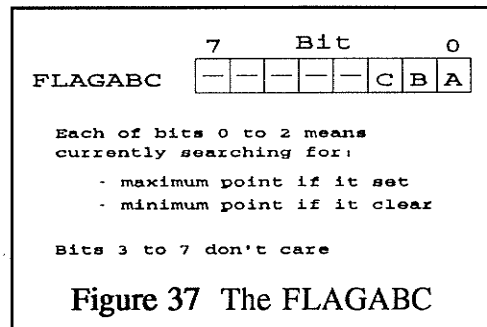 7 Bit 0
FLAGABC — — — — — C B A
Each of bits 0 to 2 means
currently searching for:
- maximum point if it set
- minimum point if it clear
Bits 3 to 7 don't care
Figure 37 The FLAGABC